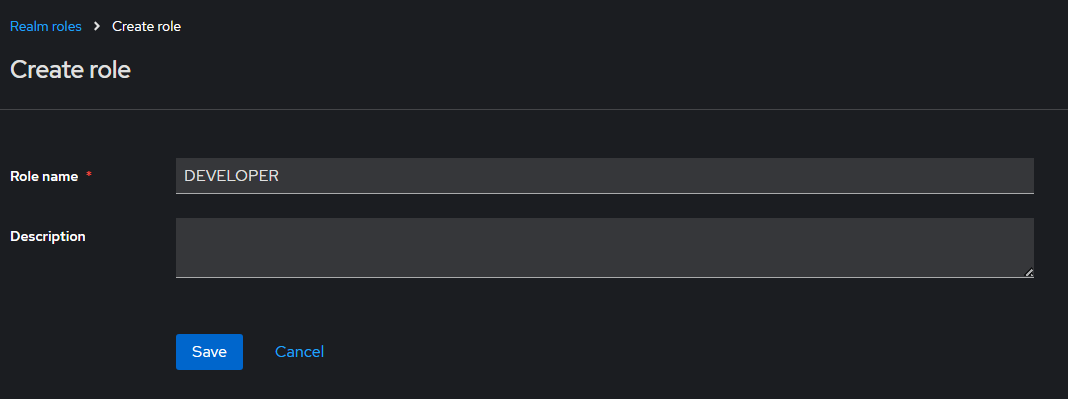 Realm roles > Create role
Create role
Role name *
DEVELOPER
Description
Save Cancel